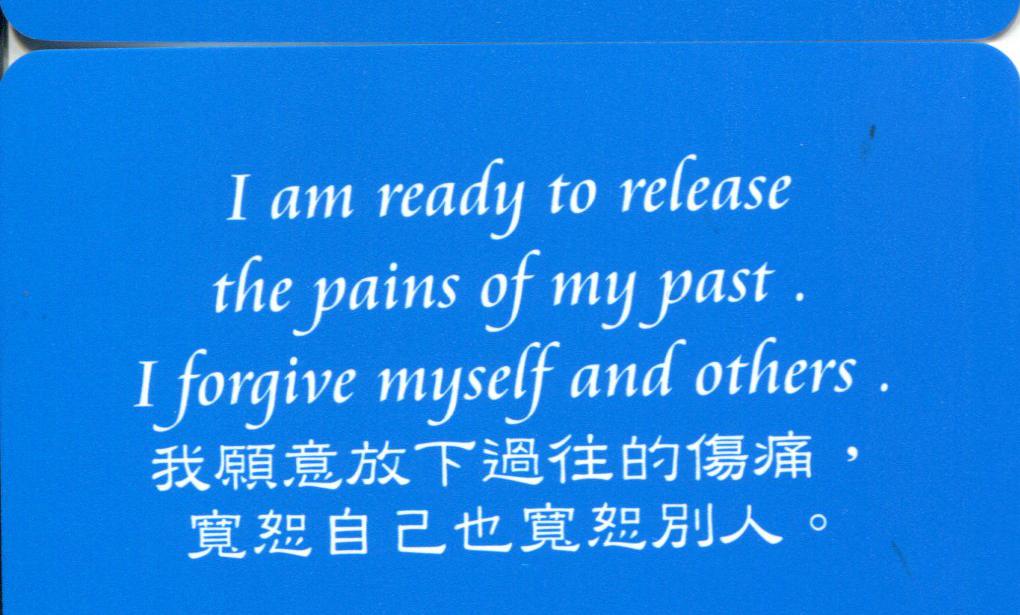 I am ready to release
the pains of my past .
I forgive myself and others .
我願意放下過往的傷痛，
寬恕自己也寬恕別人。